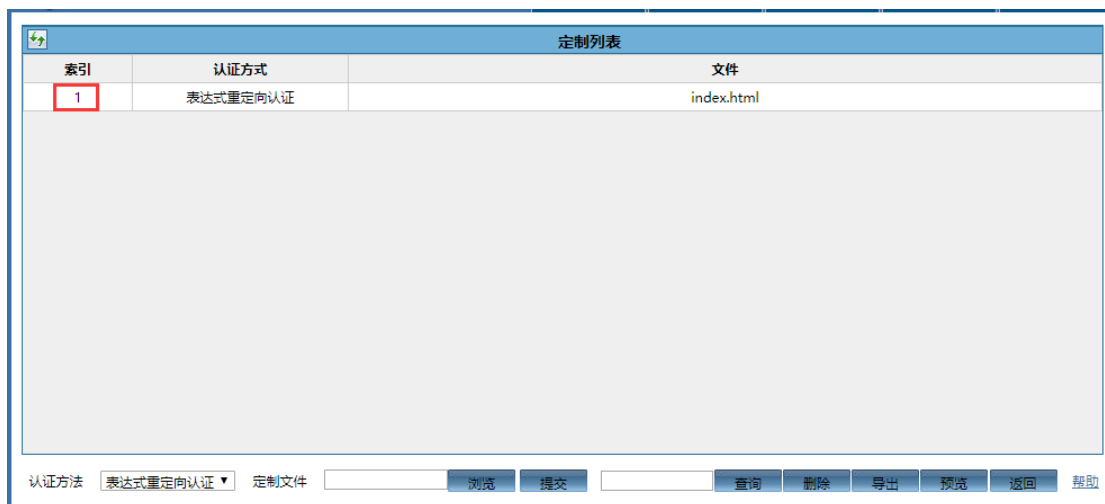 定制列表
索引 认证方式 文件
1 表达式重定向认证 index.html
认证方法 表达式重定向认证 定制文件 浏览 提交 查询 删除 导出 预览 返回 帮助